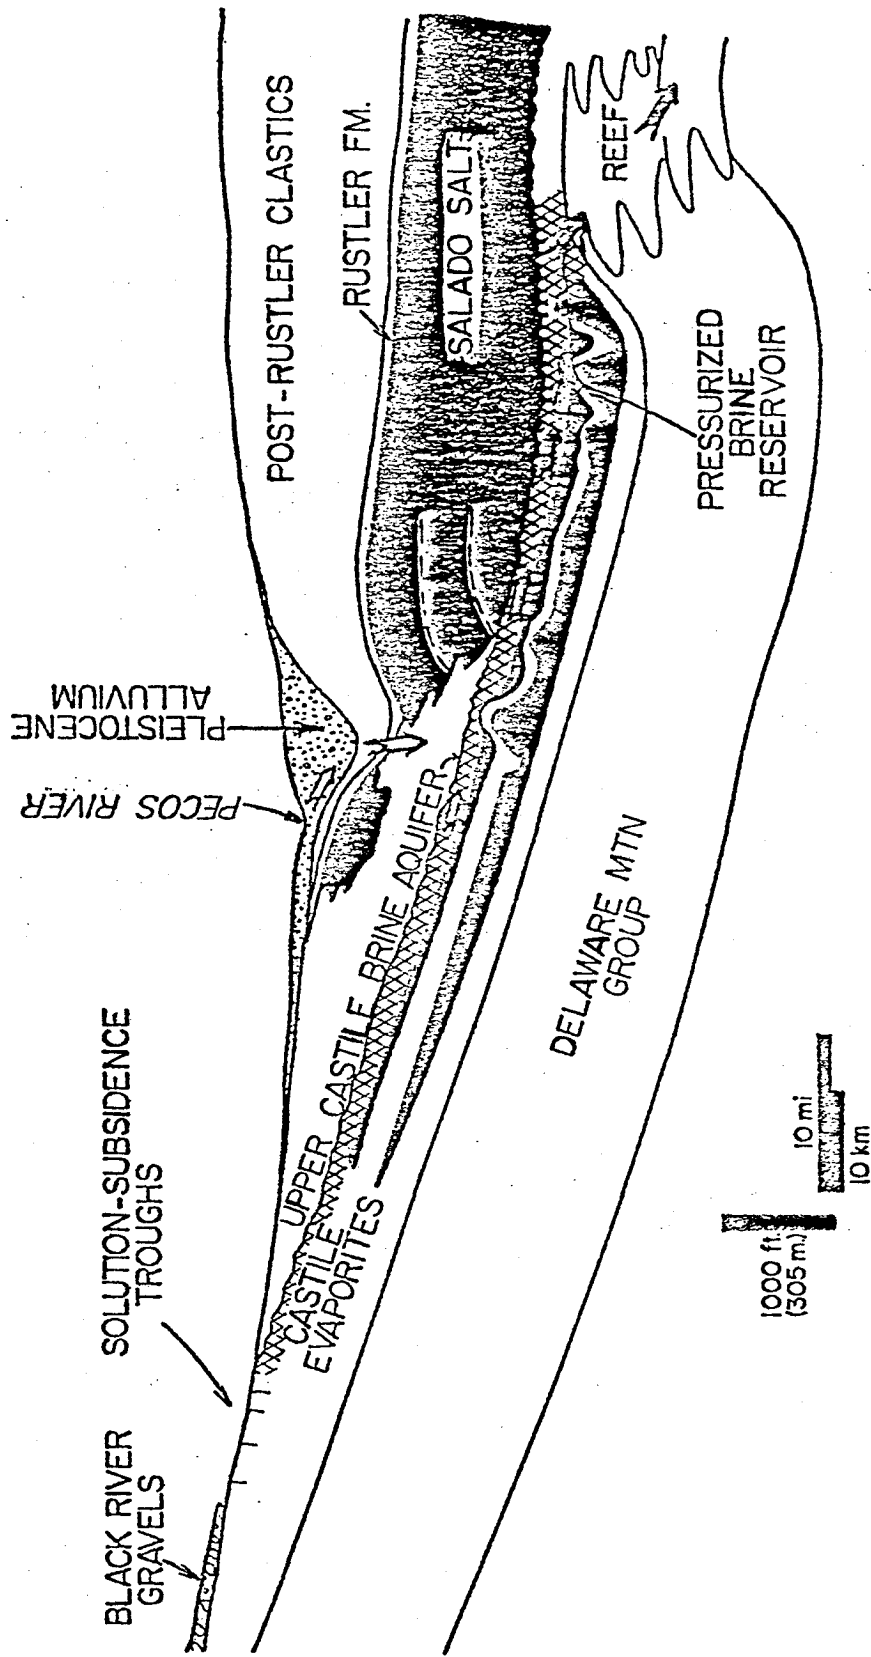 BLACK RIVER
GRAVELS
SOLUTION-SUBSIDENCE
TROUGHS
PECOS RIVER
PLEISTOCENE
ALLUVIUM
POST-RUSTLER CLASTICS
RUSTLER FM.
SALADO SALT
UPPER CASTILE BRINE AQUIFER
CASTILE
EVAPORITES
REEF
PRESSURIZED
BRINE
RESERVOIR
DELAWARE MTN
GROUP
1000 ft.
(305 m.)
10 mi
10 km